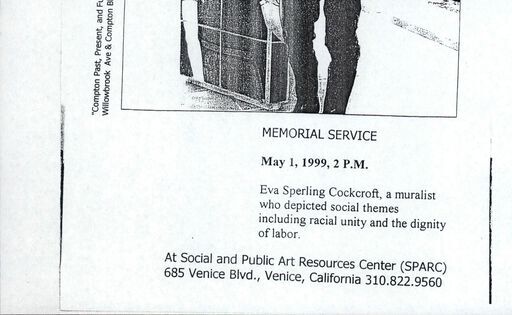 "Compton Past, Present, and Fu
Willowbrook Ave & Compton Bl
MEMORIAL SERVICE
May 1, 1999, 2 P.M.
Eva Sperling Cockcroft, a muralist
who depicted social themes
including racial unity and the dignity
of labor.
At Social and Public Art Resources Center (SPARC)
685 Venice Blvd., Venice, California 310.822.9560